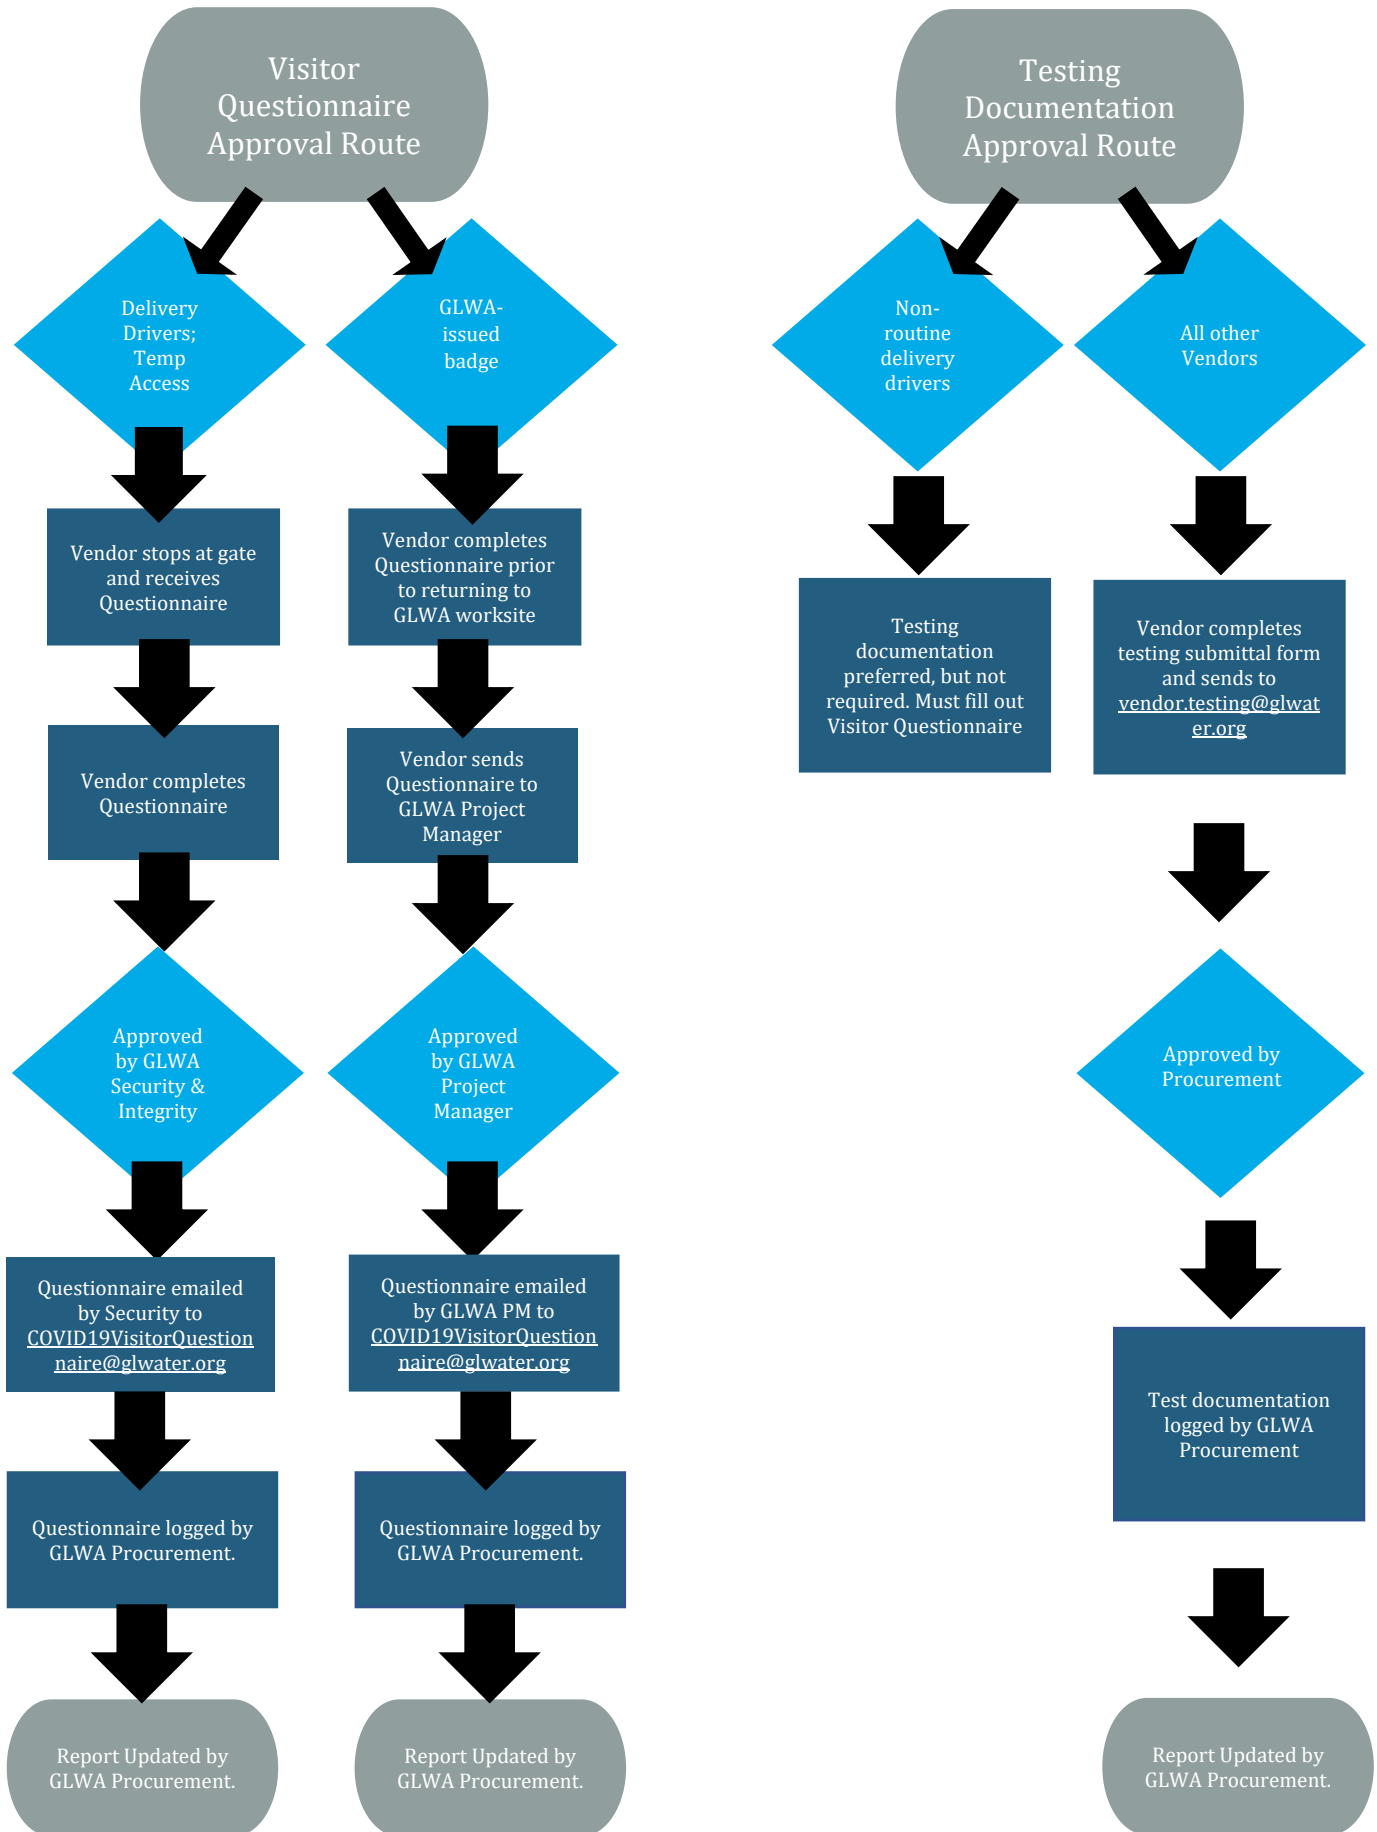 Visitor
Questionnaire
Approval Route
Delivery
Drivers;
Temp
Access
Vendor stops at gate
and receives
Questionnaire
Vendor completes
Questionnaire
Approved
by GLWA
Security &
Integrity
Questionnaire emailed
by Security to
COVID19VisitorQuestion
naire@glwater.org
Questionnaire logged by
GLWA Procurement.
Report Updated by
GLWA Procurement.
GLWA-
issued
badge
Vendor completes
Questionnaire prior
to returning to
GLWA worksite
Vendor sends
Questionnaire to
GLWA Project
Manager
Approved
by GLWA
Project
Manager
Questionnaire emailed
by GLWA PM to
COVID19VisitorQuestion
naire@glwater.org
Questionnaire logged by
GLWA Procurement.
Report Updated by
GLWA Procurement.
Testing
Documentation
Approval Route
Non-
routine
delivery
drivers
Testing
documentation
preferred, but not
required. Must fill out
Visitor Questionnaire
All other
Vendors
Vendor completes
testing submittal form
and sends to
vendor.testing@glwat
er.org
Approved by
Procurement
Test documentation
logged by GLWA
Procurement
Report Updated by
GLWA Procurement.